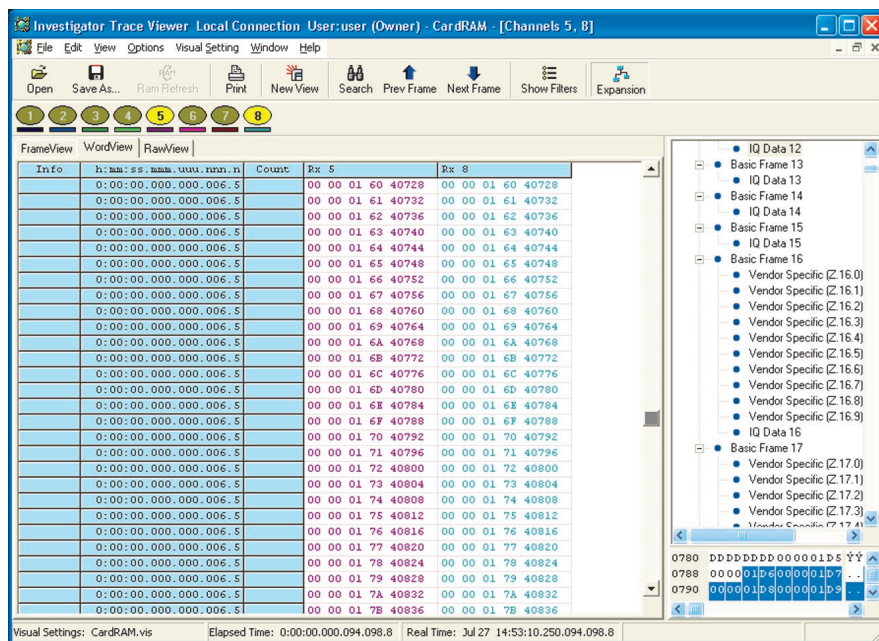 Investigator Trace Viewer Local Connection User:user (Owner) - CardRAM - [Channels 5, 8]
File Edit View Options Visual Setting Window Help
Open Save As... Ram Refresh Print New View Search Prev Frame Next Frame Show Filters Expansion
1 2 3 4 5 6 7 8
FrameView WordView RawView
Info h:mm:ss.mmm.uuu.nnn.n Count Rx 5 Rx 8
0:00:00.000.000.006.5 00 00 01 60 40728 00 00 01 60 40728
0:00:00.000.000.006.5 00 00 01 61 40732 00 00 01 61 40732
0:00:00.000.000.006.5 00 00 01 62 40736 00 00 01 62 40736
0:00:00.000.000.006.5 00 00 01 63 40740 00 00 01 63 40740
0:00:00.000.000.006.5 00 00 01 64 40744 00 00 01 64 40744
0:00:00.000.000.006.5 00 00 01 65 40748 00 00 01 65 40748
0:00:00.000.000.006.5 00 00 01 66 40752 00 00 01 66 40752
0:00:00.000.000.006.5 00 00 01 67 40756 00 00 01 67 40756
0:00:00.000.000.006.5 00 00 01 68 40760 00 00 01 68 40760
0:00:00.000.000.006.5 00 00 01 69 40764 00 00 01 69 40764
0:00:00.000.000.006.5 00 00 01 6A 40768 00 00 01 6A 40768
0:00:00.000.000.006.5 00 00 01 6B 40772 00 00 01 6B 40772
0:00:00.000.000.006.5 00 00 01 6C 40776 00 00 01 6C 40776
0:00:00.000.000.006.5 00 00 01 6D 40780 00 00 01 6D 40780
0:00:00.000.000.006.5 00 00 01 6E 40784 00 00 01 6E 40784
0:00:00.000.000.006.5 00 00 01 6F 40788 00 00 01 6F 40788
0:00:00.000.000.006.5 00 00 01 70 40792 00 00 01 70 40792
0:00:00.000.000.006.5 00 00 01 71 40796 00 00 01 71 40796
0:00:00.000.000.006.5 00 00 01 72 40800 00 00 01 72 40800
0:00:00.000.000.006.5 00 00 01 73 40804 00 00 01 73 40804
0:00:00.000.000.006.5 00 00 01 74 40808 00 00 01 74 40808
0:00:00.000.000.006.5 00 00 01 75 40812 00 00 01 75 40812
0:00:00.000.000.006.5 00 00 01 76 40816 00 00 01 76 40816
0:00:00.000.000.006.5 00 00 01 77 40820 00 00 01 77 40820
0:00:00.000.000.006.5 00 00 01 78 40824 00 00 01 78 40824
0:00:00.000.000.006.5 00 00 01 79 40828 00 00 01 79 40828
0:00:00.000.000.006.5 00 00 01 7A 40832 00 00 01 7A 40832
0:00:00.000.000.006.5 00 00 01 7B 40836 00 00 01 7B 40836
IQ Data 12
Basic Frame 13
IQ Data 13
Basic Frame 14
IQ Data 14
Basic Frame 15
IQ Data 15
Basic Frame 16
Vendor Specific (Z.16.0)
Vendor Specific (Z.16.1)
Vendor Specific (Z.16.2)
Vendor Specific (Z.16.3)
Vendor Specific (Z.16.4)
Vendor Specific (Z.16.5)
Vendor Specific (Z.16.6)
Vendor Specific (Z.16.7)
Vendor Specific (Z.16.8)
Vendor Specific (Z.16.9)
IQ Data 16
Basic Frame 17
Vendor Specific (Z.17.0)
Vendor Specific (Z.17.1)
Vendor Specific (Z.17.2)
Vendor Specific (Z.17.3)
Vendor Specific (Z.17.4)
0780 DDDDDDDD000001D5 ÝÝ
0788 000001D6000001D7 ..
0790 000001D8000001D9 ..
Visual Settings: CardRAM.vis Elapsed Time: 0:00:00.000.094.098.8 Real Time: Jul 27 14:53:10.250.094.098.8